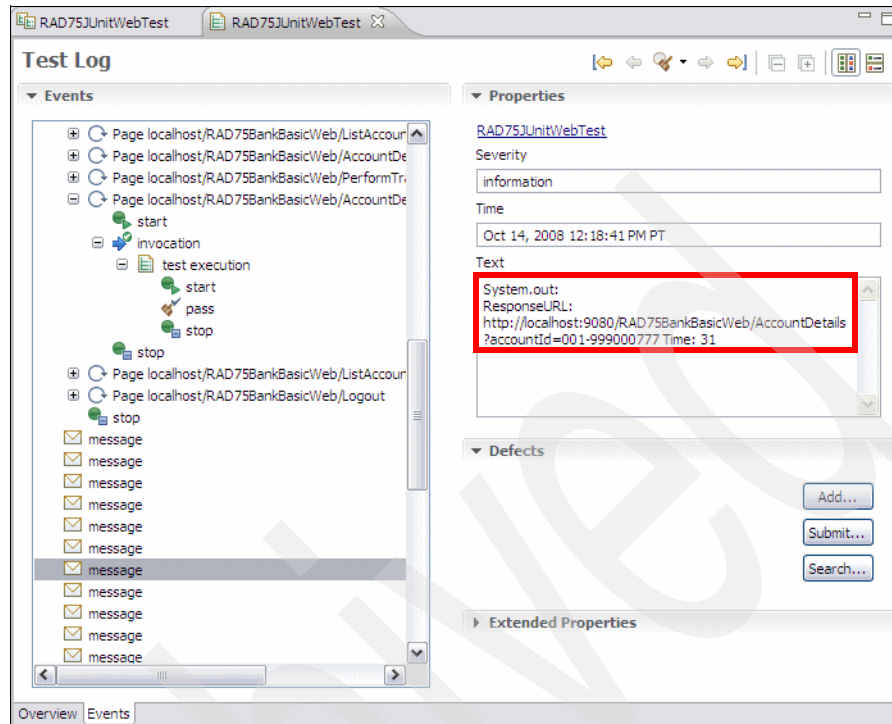 RAD75JUnitWebTest
RAD75JUnitWebTest
Test Log
Events
Page localhost/RAD75BankBasicWeb/ListAccour
Page localhost/RAD75BankBasicWeb/AccountDe
Page localhost/RAD75BankBasicWeb/PerformTra
Page localhost/RAD75BankBasicWeb/AccountDe
start
invocation
test execution
start
pass
stop
stop
Page localhost/RAD75BankBasicWeb/ListAccour
Page localhost/RAD75BankBasicWeb/Logout
stop
message
message
message
message
message
message
message
message
message
message
message
Properties
RAD75JUnitWebTest
Severity
information
Time
Oct 14, 2008 12:18:41 PM PT
Text
System.out:
ResponseURL:
http://localhost:9080/RAD75BankBasicWeb/AccountDetails
?accountId=001-999000777 Time: 31
Defects
Add...
Submit...
Search...
Extended Properties
Overview
Events